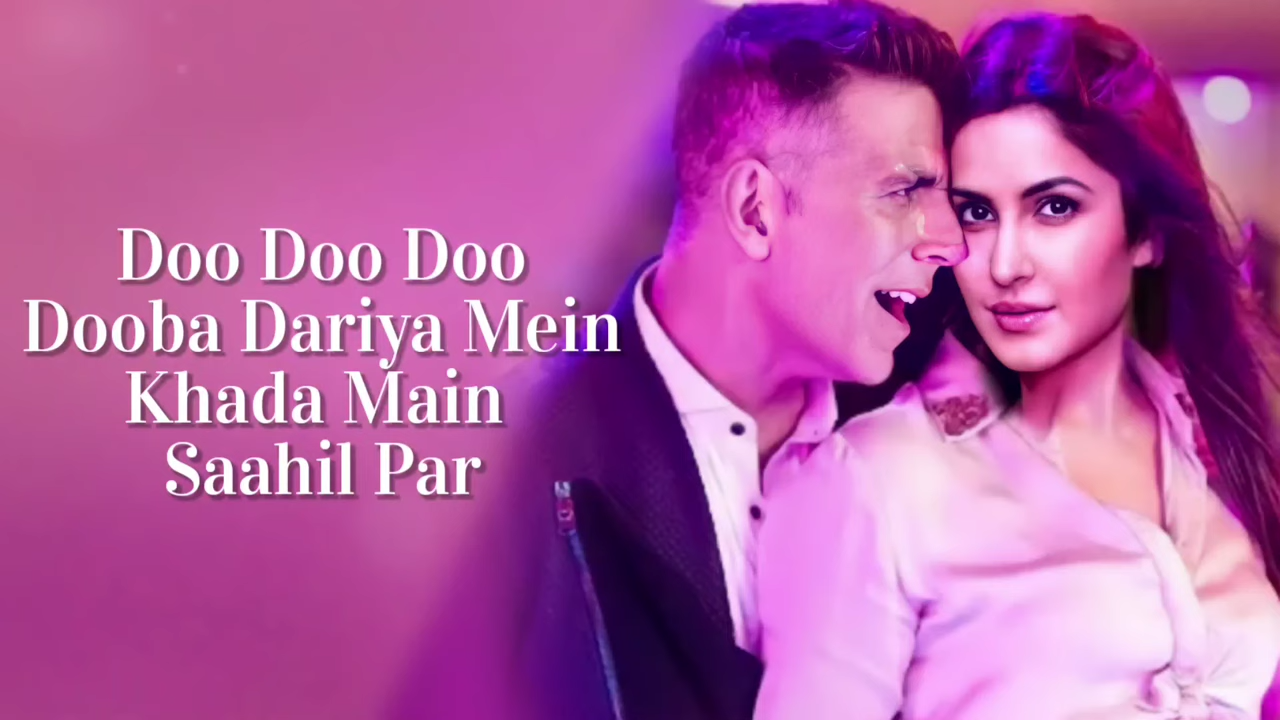 Doo Doo Doo
Dooba Dariya Mein
Khada Main
Saahil Par